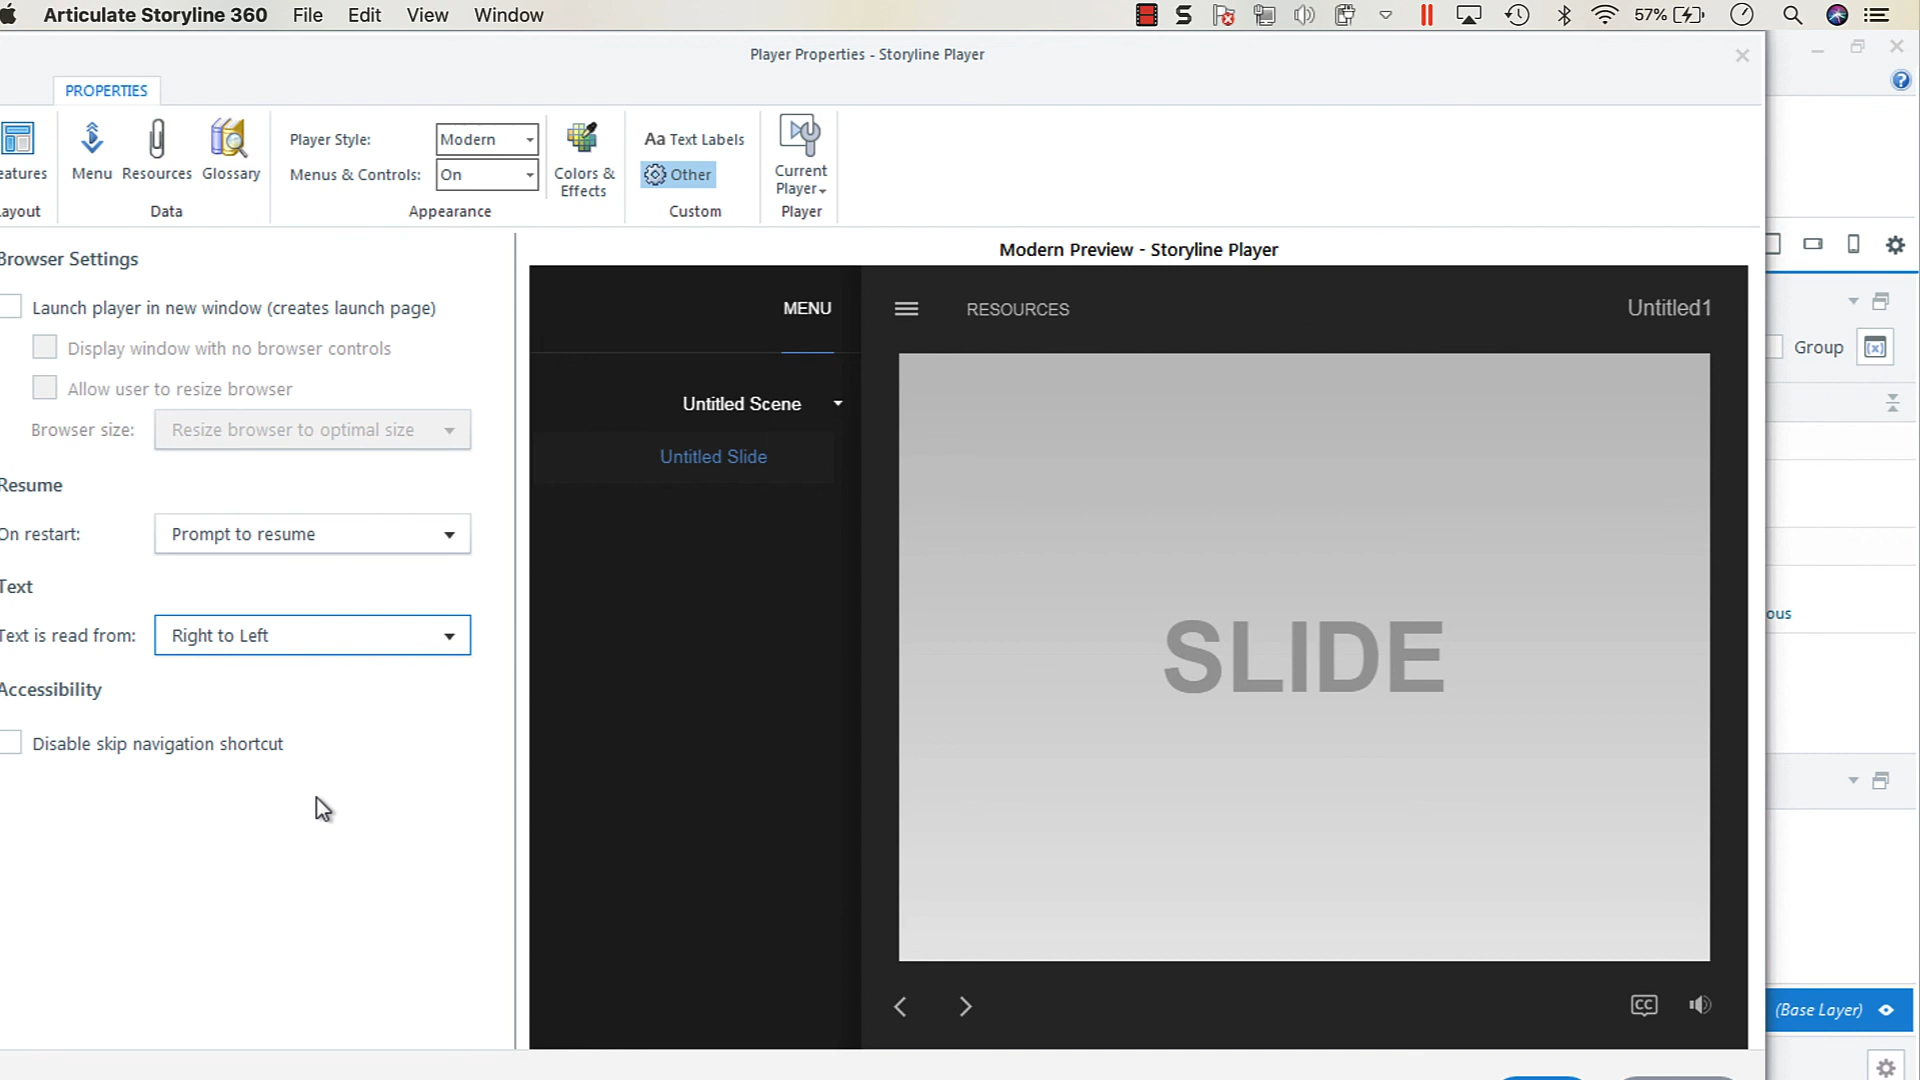 Articulate Storyline 360 File Edit View Window 57%
Player Properties - Storyline Player
PROPERTIES
eatures Menu Resources Glossary
Player Style: Modern
Menus & Controls: On
Colors & Effects
Aa Text Labels
Other
Current Player
ayout Data Appearance Custom Player
Browser Settings
Launch player in new window (creates launch page)
Display window with no browser controls
Allow user to resize browser
Browser size: Resize browser to optimal size
Resume
On restart: Prompt to resume
Text
Text is read from: Right to Left
Accessibility
Disable skip navigation shortcut
Modern Preview - Storyline Player
MENU
RESOURCES
Untitled1
Untitled Scene
Untitled Slide
SLIDE
CC
Group
(x)
ous
(Base Layer)